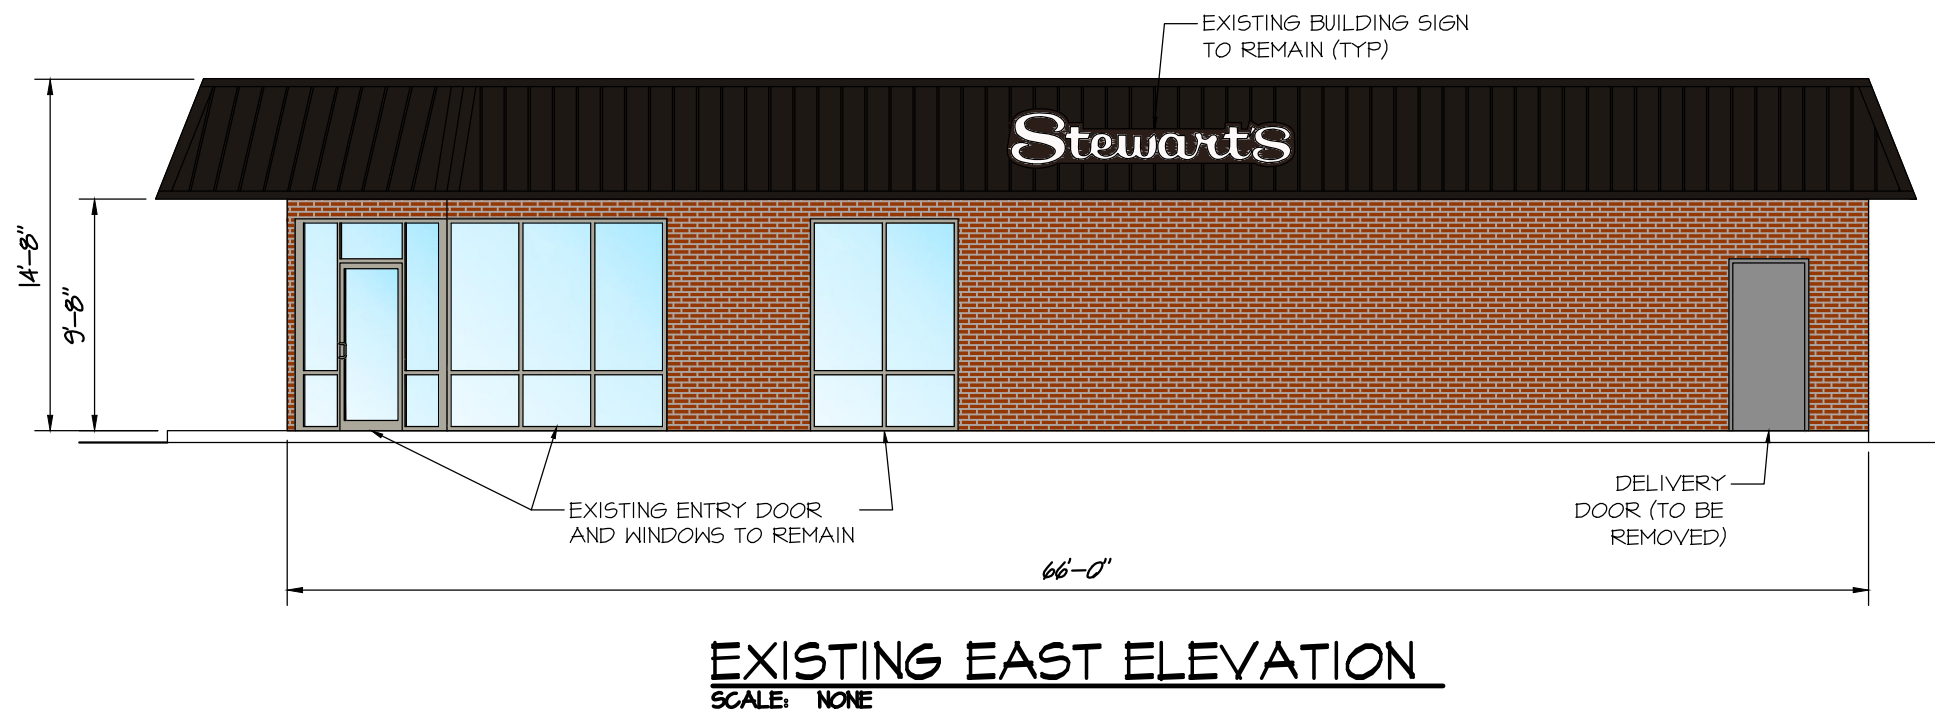 EXISTING BUILDING SIGN
TO REMAIN (TYP)
Stewart's
14'-8"
9'-8"
EXISTING ENTRY DOOR
AND WINDOWS TO REMAIN
DELIVERY
DOOR (TO BE
REMOVED)
66'-0"
EXISTING EAST ELEVATION
SCALE: NONE